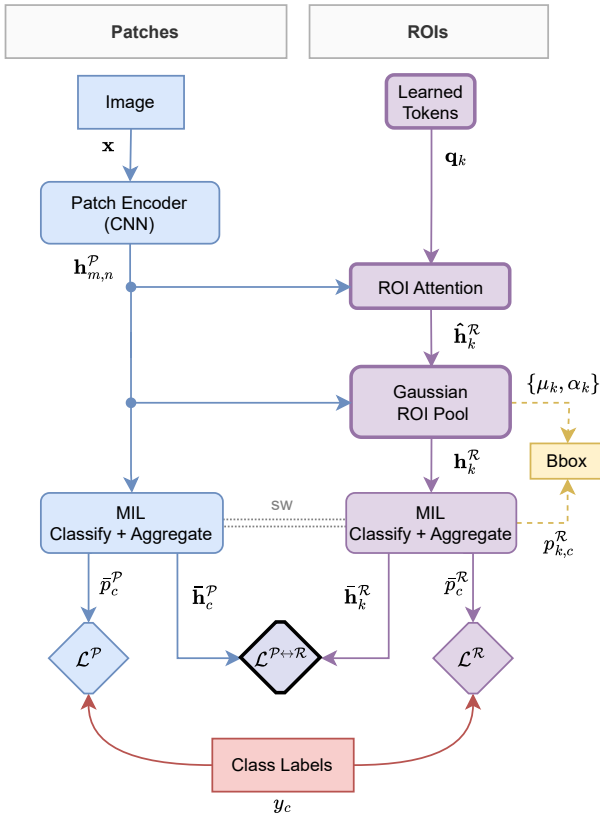 Patches
ROIs
Image
Learned
Tokens
x
q_k
Patch Encoder
(CNN)
h^𝒫_{m,n}
ROI Attention
ĥ^ℛ_k
Gaussian
ROI Pool
{μ_k, α_k}
h^ℛ_k
Bbox
MIL
Classify + Aggregate
sw
MIL
Classify + Aggregate
p^ℛ_{k,c}
p̄^𝒫_c
h̄^𝒫_c
h̄^ℛ_k
p̄^ℛ_c
ℒ^𝒫
ℒ^{𝒫↔ℛ}
ℒ^ℛ
Class Labels
y_c